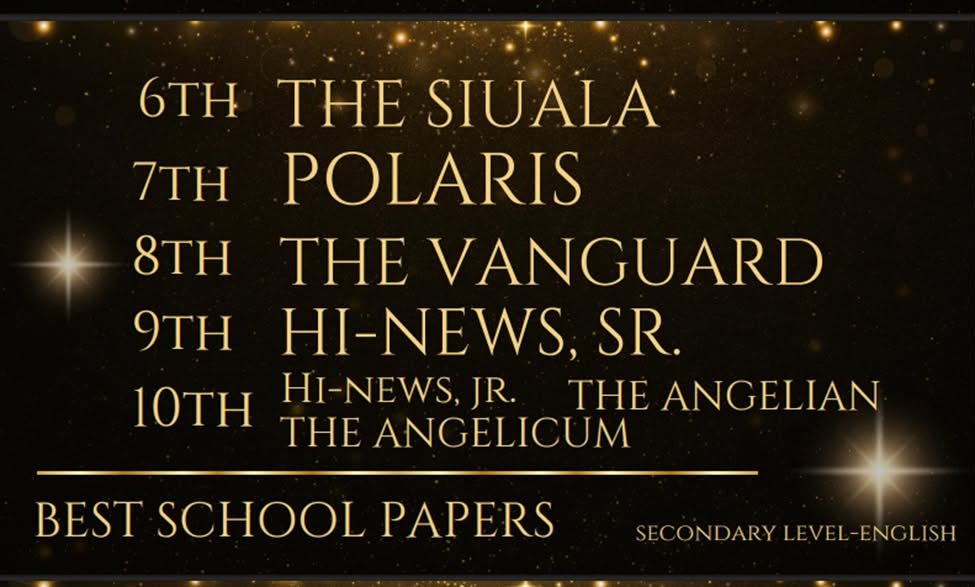 6TH THE SIUALA
7TH POLARIS
8TH THE VANGUARD
9TH HI-NEWS, SR.
10TH HI-NEWS, JR. THE ANGELIAN
THE ANGELICUM
BEST SCHOOL PAPERS
SECONDARY LEVEL-ENGLISH